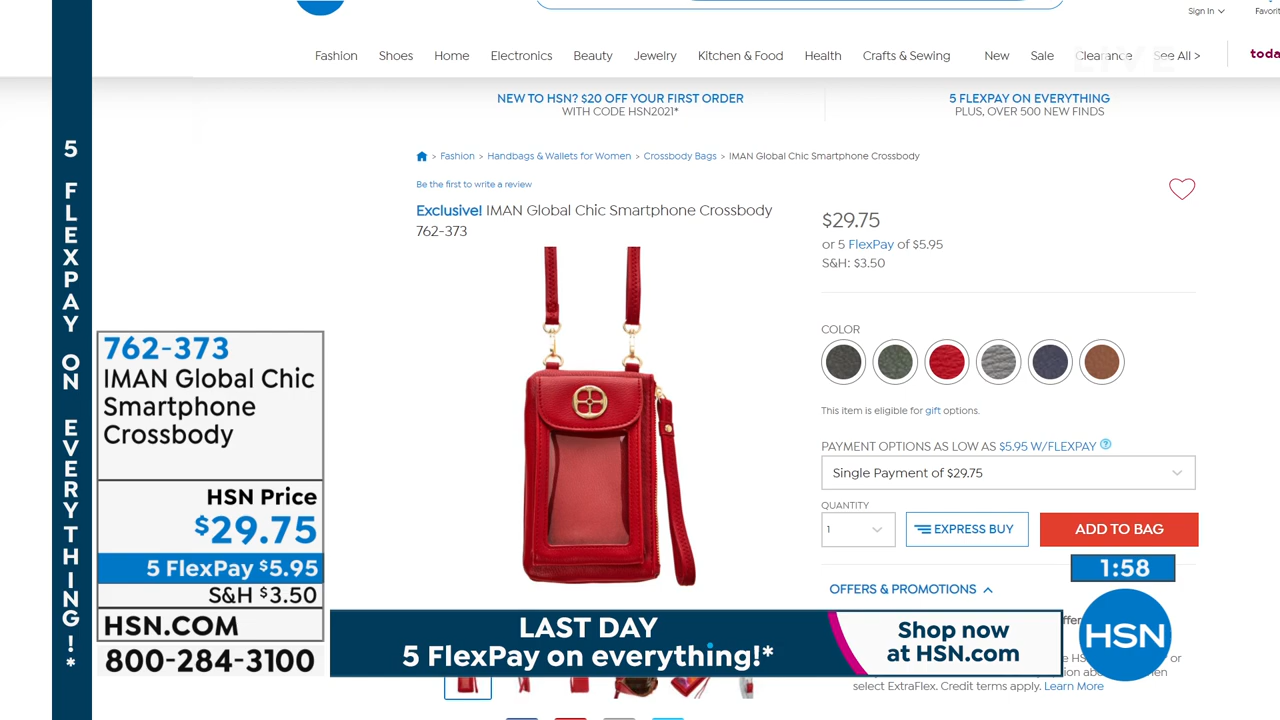 Sign In
Favori
Fashion Shoes Home Electronics Beauty Jewelry Kitchen & Food Health Crafts & Sewing New Sale Clearance See All >
toda
LIVE
NEW TO HSN? $20 OFF YOUR FIRST ORDER
WITH CODE HSN2021*
5 FLEXPAY ON EVERYTHING
PLUS, OVER 500 NEW FINDS
> Fashion > Handbags & Wallets for Women > Crossbody Bags > IMAN Global Chic Smartphone Crossbody
Be the first to write a review
Exclusive! IMAN Global Chic Smartphone Crossbody
762-373
$29.75
or 5 FlexPay of $5.95
S&H: $3.50
COLOR
This item is eligible for gift options.
PAYMENT OPTIONS AS LOW AS $5.95 W/FLEXPAY ?
Single Payment of $29.75
QUANTITY
1
EXPRESS BUY
ADD TO BAG
OFFERS & PROMOTIONS
select ExtraFlex. Credit terms apply. Learn More
5 FLEXPAY ON EVERYTHING!*
762-373
IMAN Global Chic
Smartphone
Crossbody
HSN Price
$29.75
5 FlexPay $5.95
S&H $3.50
HSN.COM
800-284-3100
LAST DAY
5 FlexPay on everything!*
Shop now
at HSN.com
1:58
HSN